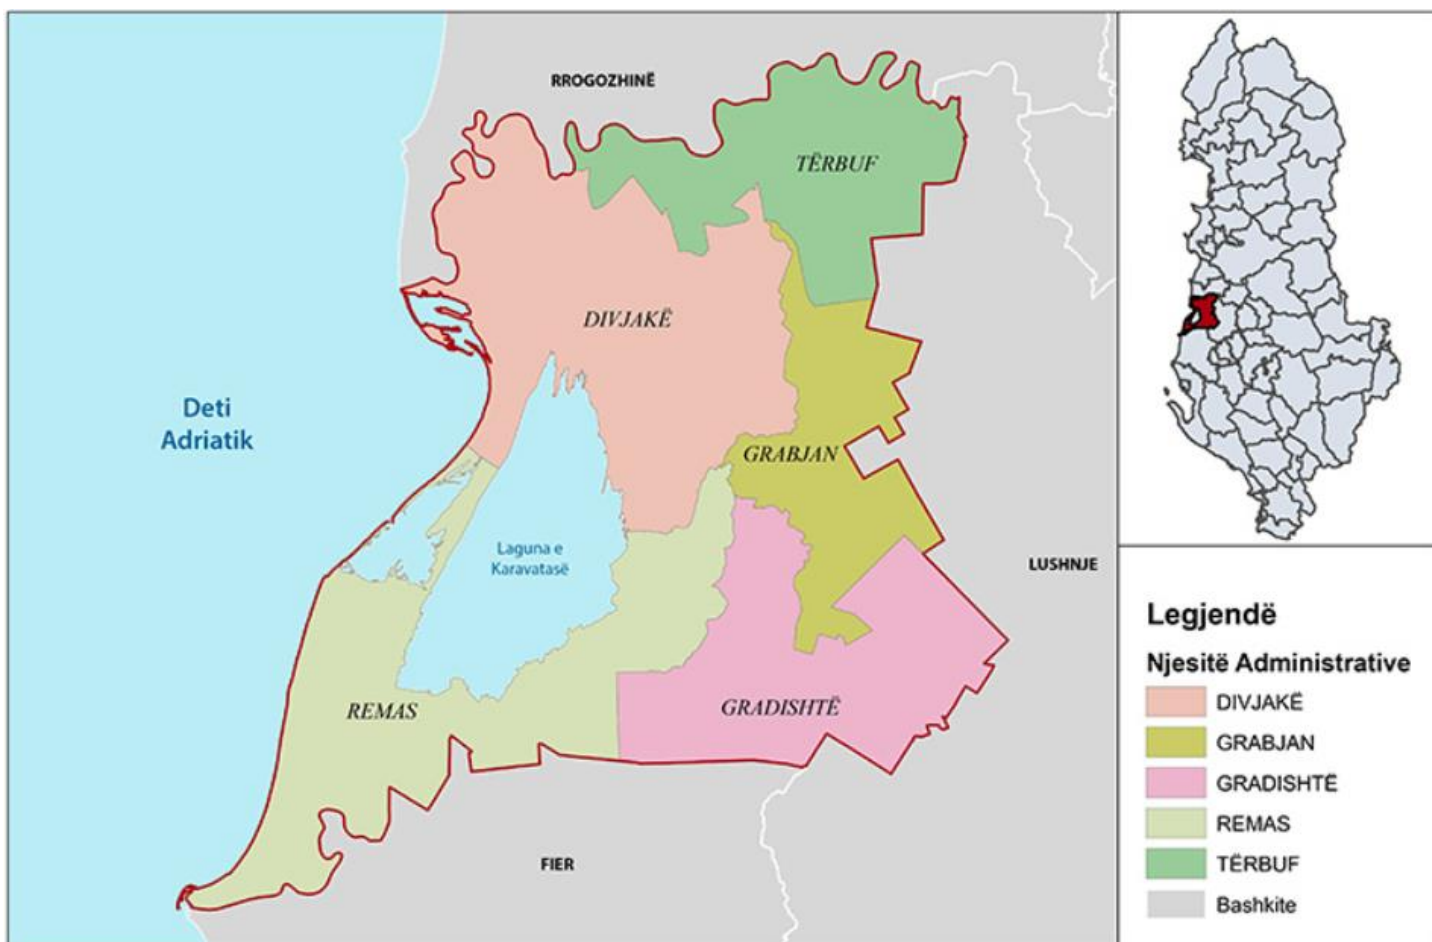 RROGOZHINË
TËRBUF
DIVJAKË
Deti
Adriatik
GRABJAN
Laguna e
Karavatasë
LUSHNJE
REMAS
GRADISHTË
FIER
Legjendë
Njesitë Administrative
DIVJAKË
GRABJAN
GRADISHTË
REMAS
TËRBUF
Bashkite